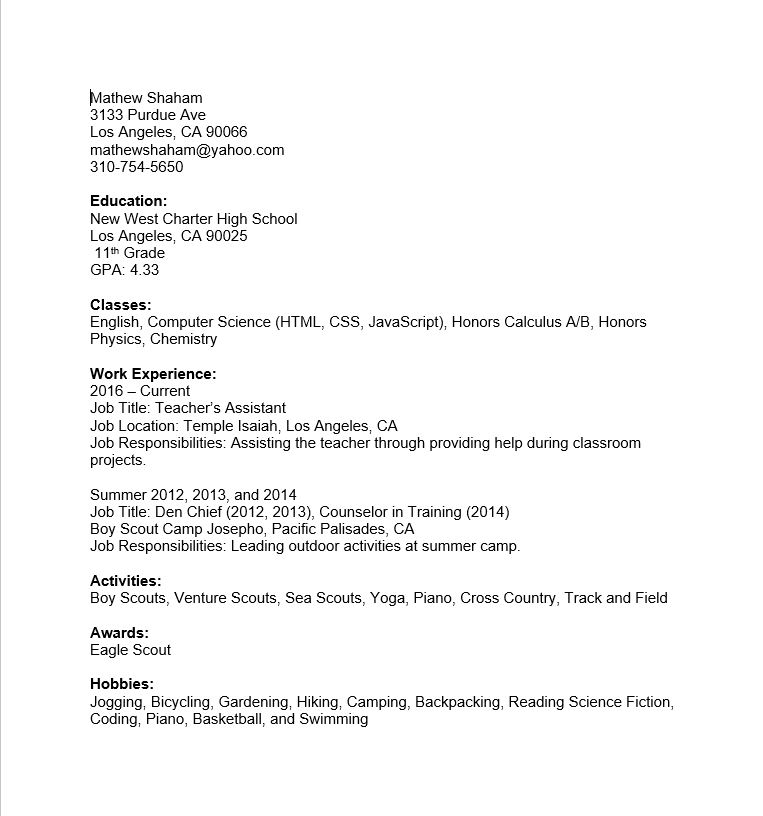 Mathew Shaham
3133 Purdue Ave
Los Angeles, CA 90066
mathewshaham@yahoo.com
310-754-5650
Education:
New West Charter High School
Los Angeles, CA 90025
11th Grade
GPA: 4.33
Classes:
English, Computer Science (HTML, CSS, JavaScript), Honors Calculus A/B, Honors
Physics, Chemistry
Work Experience:
2016 – Current
Job Title: Teacher’s Assistant
Job Location: Temple Isaiah, Los Angeles, CA
Job Responsibilities: Assisting the teacher through providing help during classroom
projects.
Summer 2012, 2013, and 2014
Job Title: Den Chief (2012, 2013), Counselor in Training (2014)
Boy Scout Camp Josepho, Pacific Palisades, CA
Job Responsibilities: Leading outdoor activities at summer camp.
Activities:
Boy Scouts, Venture Scouts, Sea Scouts, Yoga, Piano, Cross Country, Track and Field
Awards:
Eagle Scout
Hobbies:
Jogging, Bicycling, Gardening, Hiking, Camping, Backpacking, Reading Science Fiction,
Coding, Piano, Basketball, and Swimming